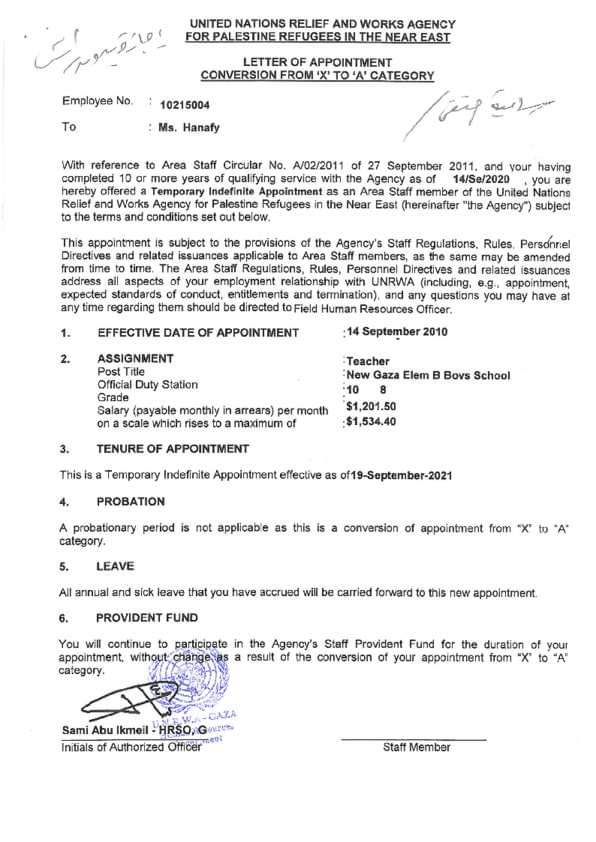 UNITED NATIONS RELIEF AND WORKS AGENCY
FOR PALESTINE REFUGEES IN THE NEAR EAST
LETTER OF APPOINTMENT
CONVERSION FROM 'X' TO 'A' CATEGORY
Employee No. : 10215004
To : Ms. Hanafy
With reference to Area Staff Circular No. A/02/2011 of 27 September 2011, and your having
completed 10 or more years of qualifying service with the Agency as of 14/Se/2020 , you are
hereby offered a Temporary Indefinite Appointment as an Area Staff member of the United Nations
Relief and Works Agency for Palestine Refugees in the Near East (hereinafter "the Agency") subject
to the terms and conditions set out below.
This appointment is subject to the provisions of the Agency's Staff Regulations, Rules, Personnel
Directives and related issuances applicable to Area Staff members, as the same may be amended
from time to time. The Area Staff Regulations, Rules, Personnel Directives and related issuances
address all aspects of your employment relationship with UNRWA (including, e.g., appointment,
expected standards of conduct, entitlements and termination), and any questions you may have at
any time regarding them should be directed to Field Human Resources Officer.
1. EFFECTIVE DATE OF APPOINTMENT :14 September 2010
2. ASSIGNMENT :Teacher
Post Title :New Gaza Elem B Bovs School
Official Duty Station :10 8
Grade :
Salary (payable monthly in arrears) per month $1,201.50
on a scale which rises to a maximum of :$1,534.40
3. TENURE OF APPOINTMENT
This is a Temporary Indefinite Appointment effective as of19-September-2021
4. PROBATION
A probationary period is not applicable as this is a conversion of appointment from "X" to "A"
category.
5. LEAVE
All annual and sick leave that you have accrued will be carried forward to this new appointment.
6. PROVIDENT FUND
You will continue to participate in the Agency's Staff Provident Fund for the duration of your
appointment, without change as a result of the conversion of your appointment from "X" to "A"
category.
U.N.R.W.A - GAZA
Sami Abu Ikmeil - HRSO, G
Initials of Authorized Officer Staff Member